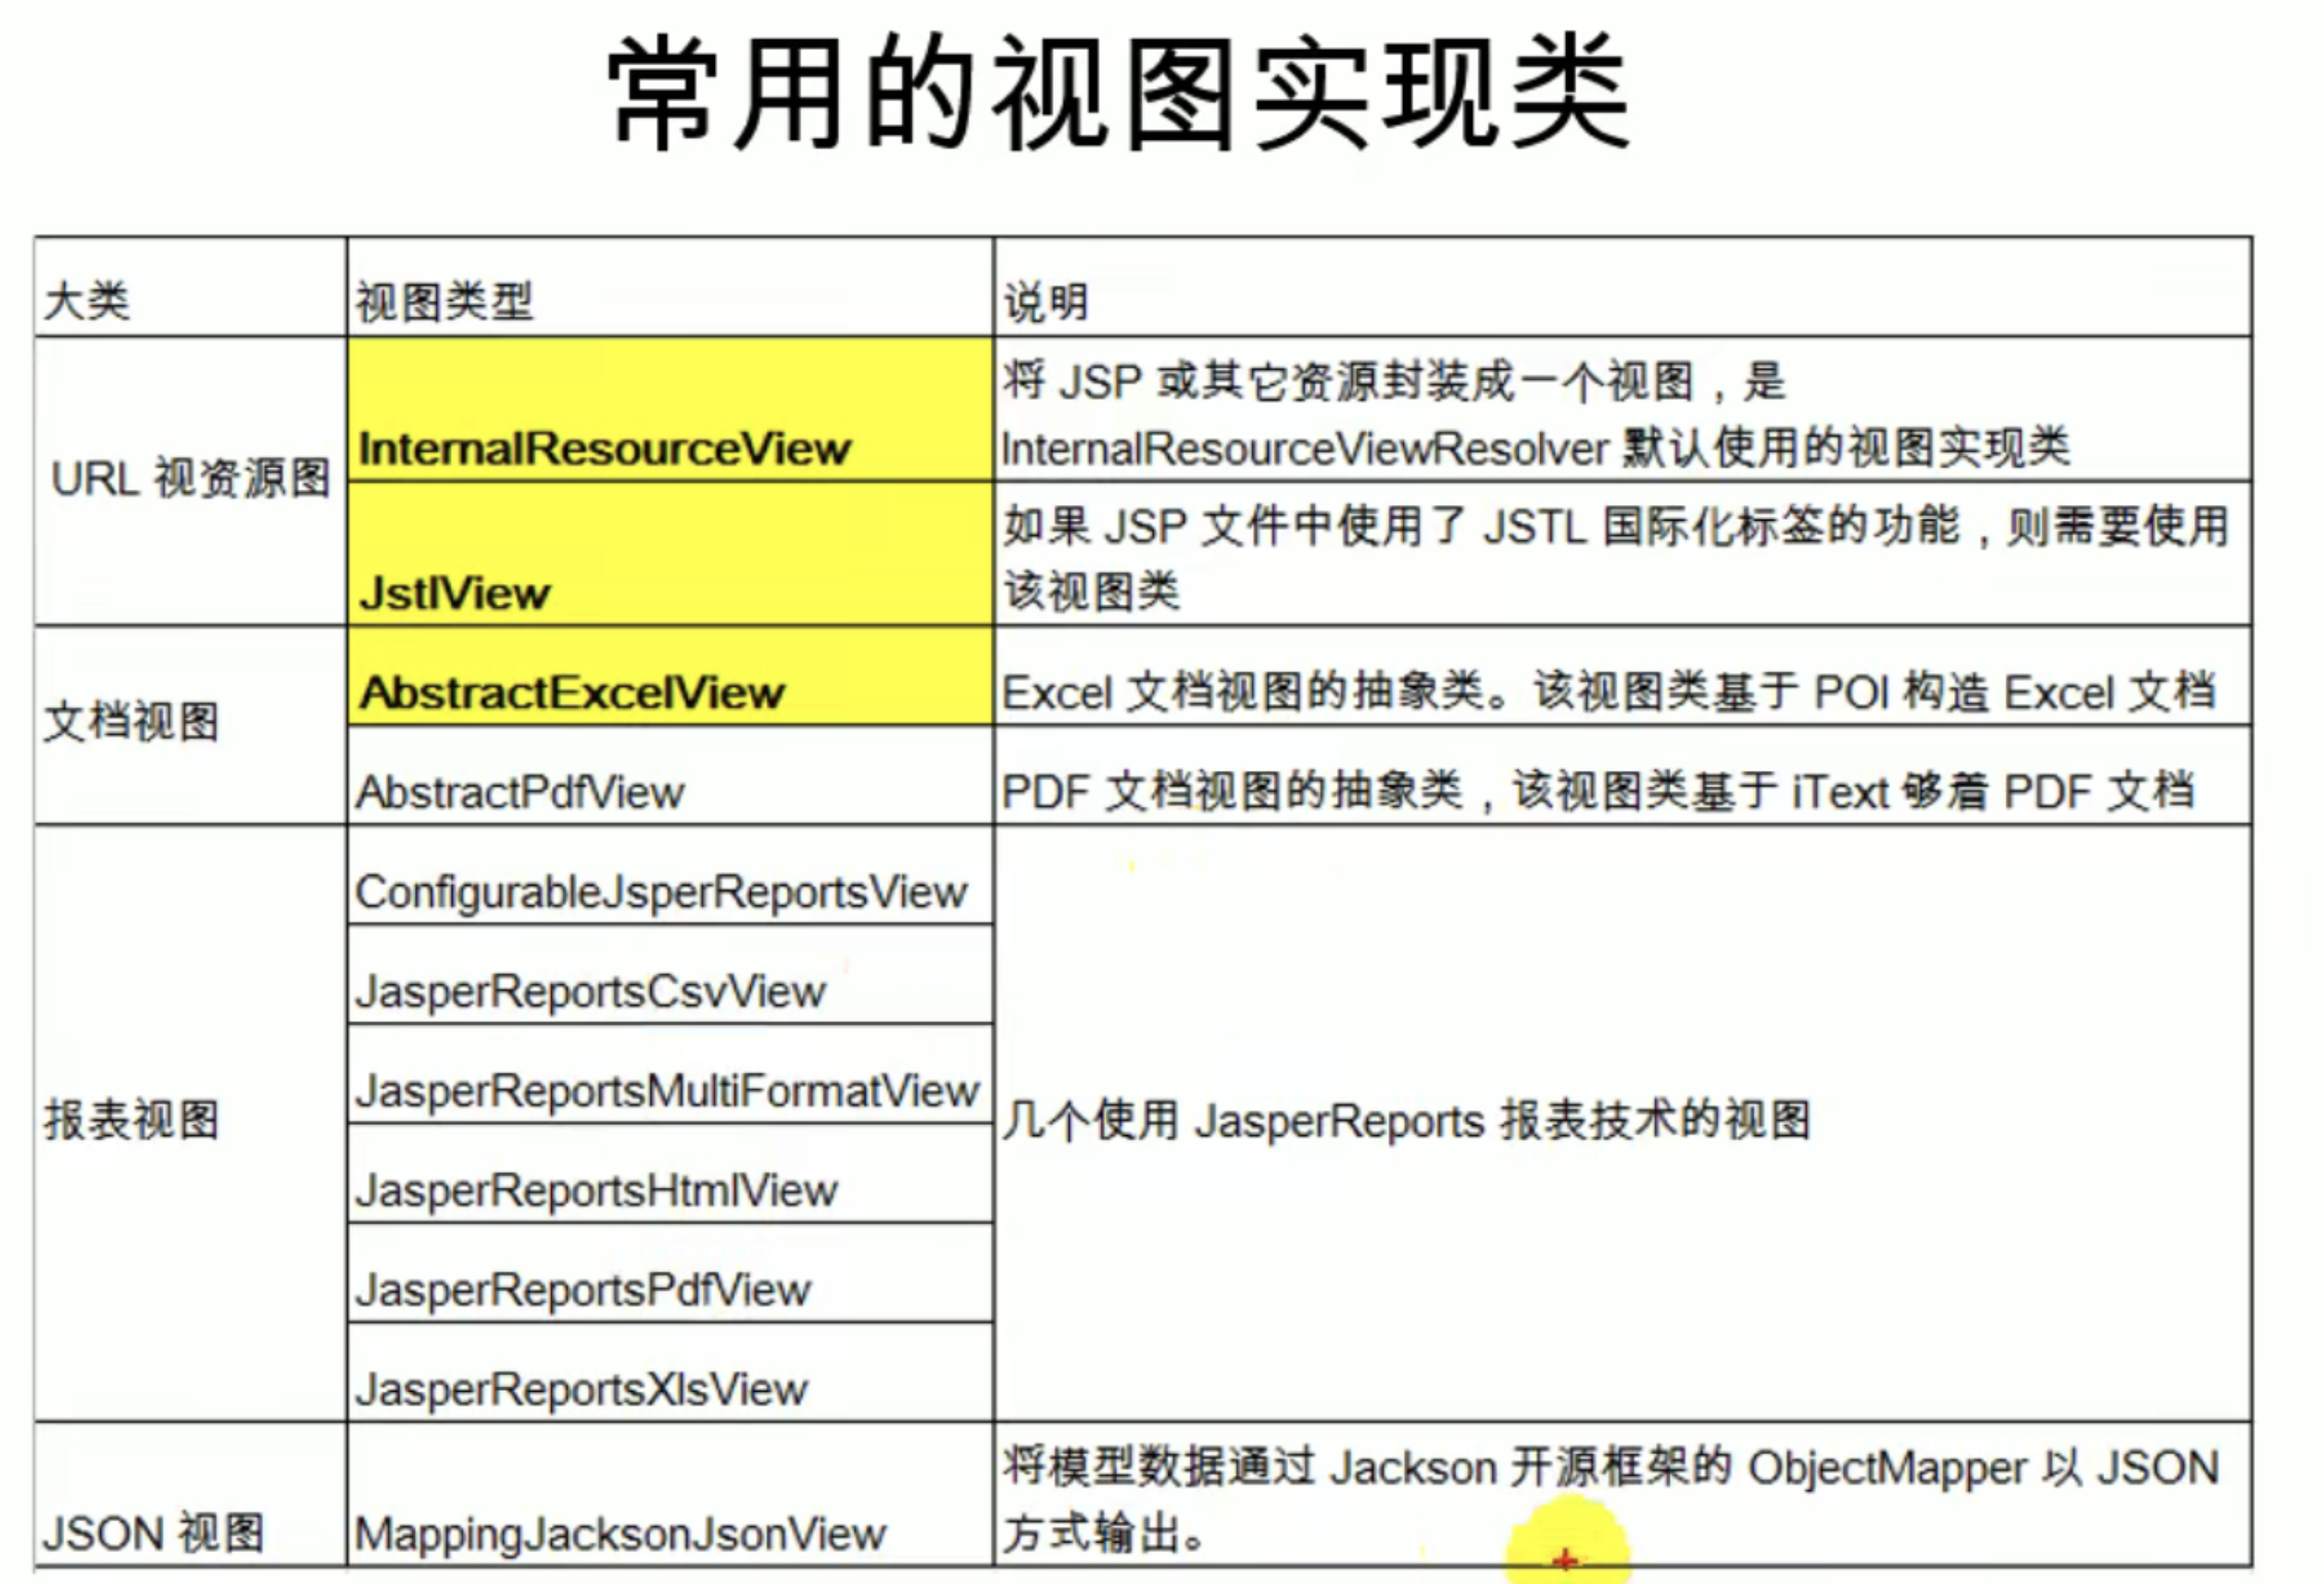 常用的视图实现类
大类
视图类型
说明
URL 视资源图
InternalResourceView
将 JSP 或其它资源封装成一个视图，是
InternalResourceViewResolver 默认使用的视图实现类
JstlView
如果 JSP 文件中使用了 JSTL 国际化标签的功能，则需要使用
该视图类
文档视图
AbstractExcelView
Excel 文档视图的抽象类。该视图类基于 POI 构造 Excel 文档
AbstractPdfView
PDF 文档视图的抽象类，该视图类基于 iText 够着 PDF 文档
报表视图
ConfigurableJsperReportsView
JasperReportsCsvView
JasperReportsMultiFormatView
JasperReportsHtmlView
JasperReportsPdfView
JasperReportsXlsView
几个使用 JasperReports 报表技术的视图
JSON 视图
MappingJacksonJsonView
将模型数据通过 Jackson 开源框架的 ObjectMapper 以 JSON
方式输出。